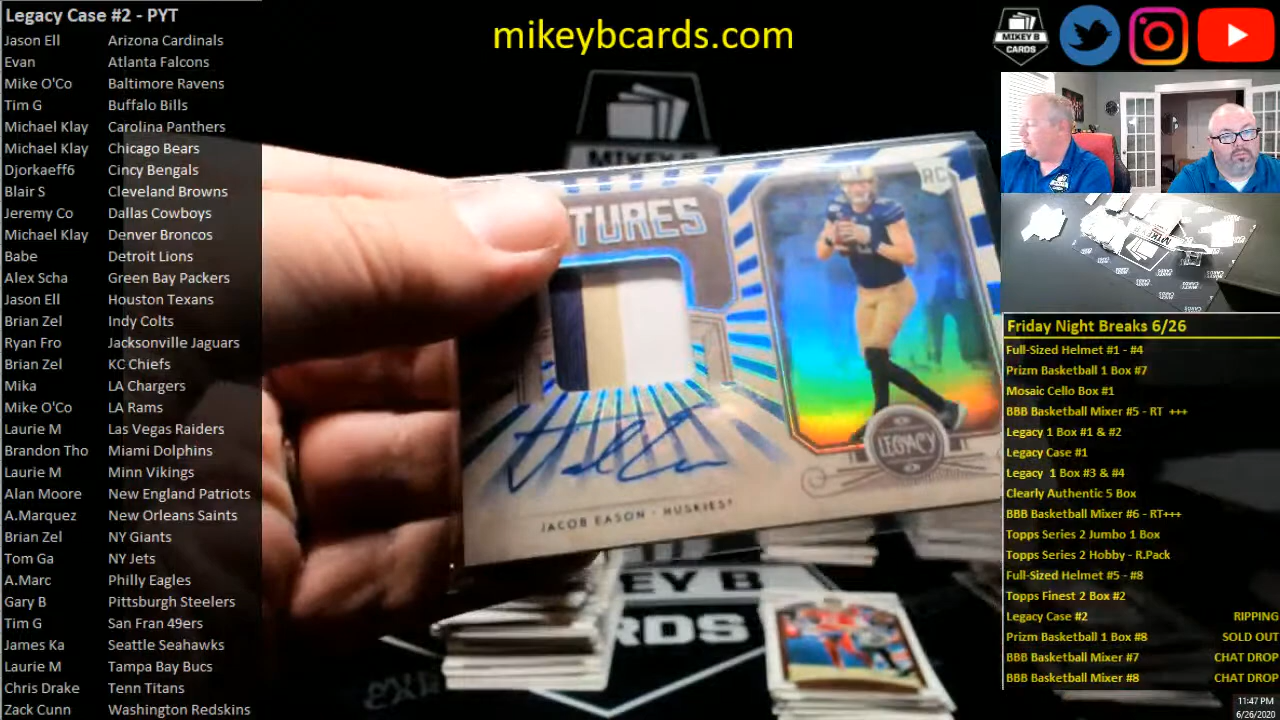 Legacy Case #2 - PYT
Jason Ell Arizona Cardinals
Evan Atlanta Falcons
Mike O'Co Baltimore Ravens
Tim G Buffalo Bills
Michael Klay Carolina Panthers
Michael Klay Chicago Bears
Djorkaeff6 Cincy Bengals
Blair S Cleveland Browns
Jeremy Co Dallas Cowboys
Michael Klay Denver Broncos
Babe Detroit Lions
Alex Scha Green Bay Packers
Jason Ell Houston Texans
Brian Zel Indy Colts
Ryan Fro Jacksonville Jaguars
Brian Zel KC Chiefs
Mika LA Chargers
Mike O'Co LA Rams
Laurie M Las Vegas Raiders
Brandon Tho Miami Dolphins
Laurie M Minn Vikings
Alan Moore New England Patriots
A.Marquez New Orleans Saints
Brian Zel NY Giants
Tom Ga NY Jets
A.Marc Philly Eagles
Gary B Pittsburgh Steelers
Tim G San Fran 49ers
James Ka Seattle Seahawks
Laurie M Tampa Bay Bucs
Chris Drake Tenn Titans
Zack Cunn Washington Redskins
mikeybcards.com
MIKEY B
TURES
RC
LEGACY
JACOB EASON · HUSKIES
KEY B
RDS
MIKEY B
CARDS
Friday Night Breaks 6/26
Full-Sized Helmet #1 - #4
Prizm Basketball 1 Box #7
Mosaic Cello Box #1
BBB Basketball Mixer #5 - RT +++
Legacy 1 Box #1 & #2
Legacy Case #1
Legacy 1 Box #3 & #4
Clearly Authentic 5 Box
BBB Basketball Mixer #6 - RT+++
Topps Series 2 Jumbo 1 Box
Topps Series 2 Hobby - R.Pack
Full-Sized Helmet #5 - #8
Topps Finest 2 Box #2
Legacy Case #2 RIPPING
Prizm Basketball 1 Box #8 SOLD OUT
BBB Basketball Mixer #7 CHAT DROP
BBB Basketball Mixer #8 CHAT DROP
11:47 PM
6/26/2020